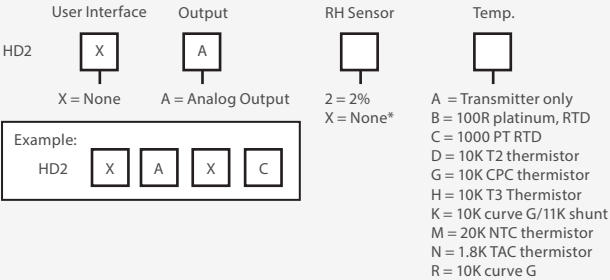 User Interface Output RH Sensor Temp.
HD2 X A
X = None A = Analog Output 2 = 2% A = Transmitter only
X = None* B = 100R platinum, RTD
C = 1000 PT RTD
D = 10K T2 thermistor
G = 10K CPC thermistor
H = 10K T3 Thermistor
K = 10K curve G/11K shunt
M = 20K NTC thermistor
N = 1.8K TAC thermistor
R = 10K curve G
Example:
HD2 X A X C